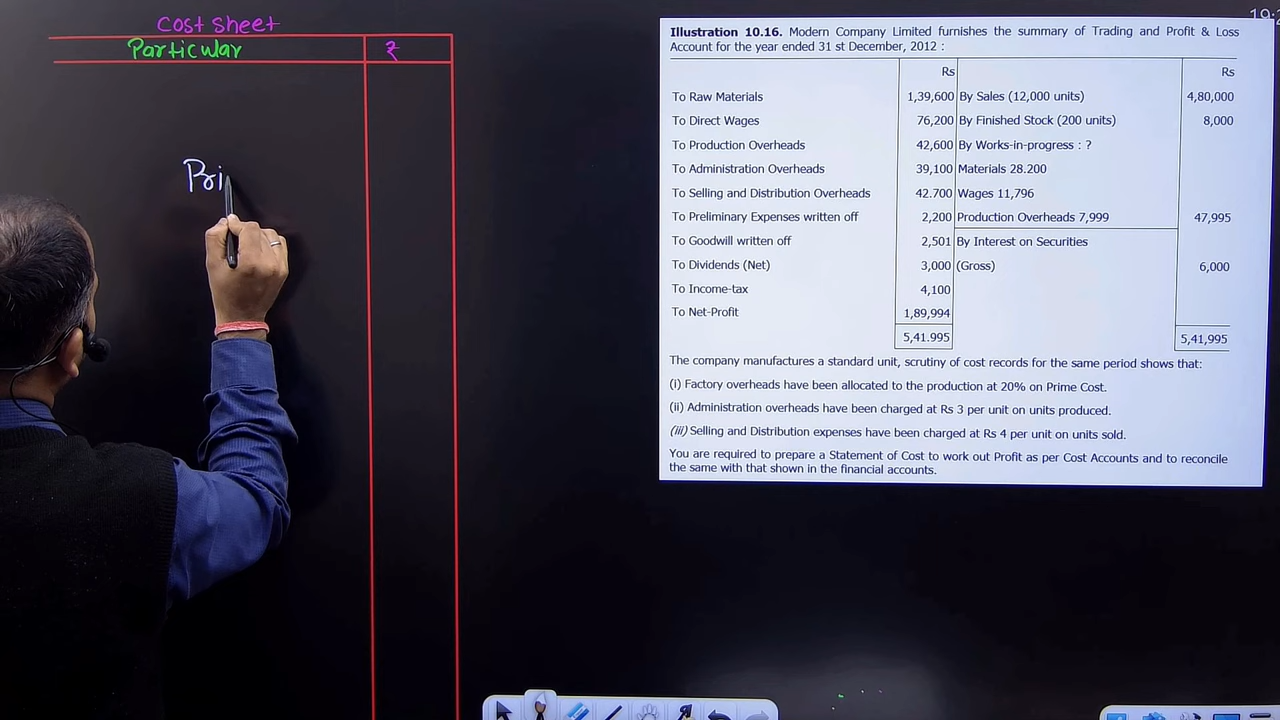 Cost sheet
Particular ₹
Pri
Illustration 10.16. Modern Company Limited furnishes the summary of Trading and Profit & Loss
Account for the year ended 31 st December, 2012 :
Rs Rs
To Raw Materials 1,39,600 By Sales (12,000 units) 4,80,000
To Direct Wages 76,200 By Finished Stock (200 units) 8,000
To Production Overheads 42,600 By Works-in-progress : ?
To Administration Overheads 39,100 Materials 28.200
To Selling and Distribution Overheads 42.700 Wages 11,796
To Preliminary Expenses written off 2,200 Production Overheads 7,999 47,995
To Goodwill written off 2,501 By Interest on Securities
To Dividends (Net) 3,000 (Gross) 6,000
To Income-tax 4,100
To Net-Profit 1,89,994
5,41.995 5,41,995
The company manufactures a standard unit, scrutiny of cost records for the same period shows that:
(i) Factory overheads have been allocated to the production at 20% on Prime Cost.
(ii) Administration overheads have been charged at Rs 3 per unit on units produced.
(iii) Selling and Distribution expenses have been charged at Rs 4 per unit on units sold.
You are required to prepare a Statement of Cost to work out Profit as per Cost Accounts and to reconcile
the same with that shown in the financial accounts.